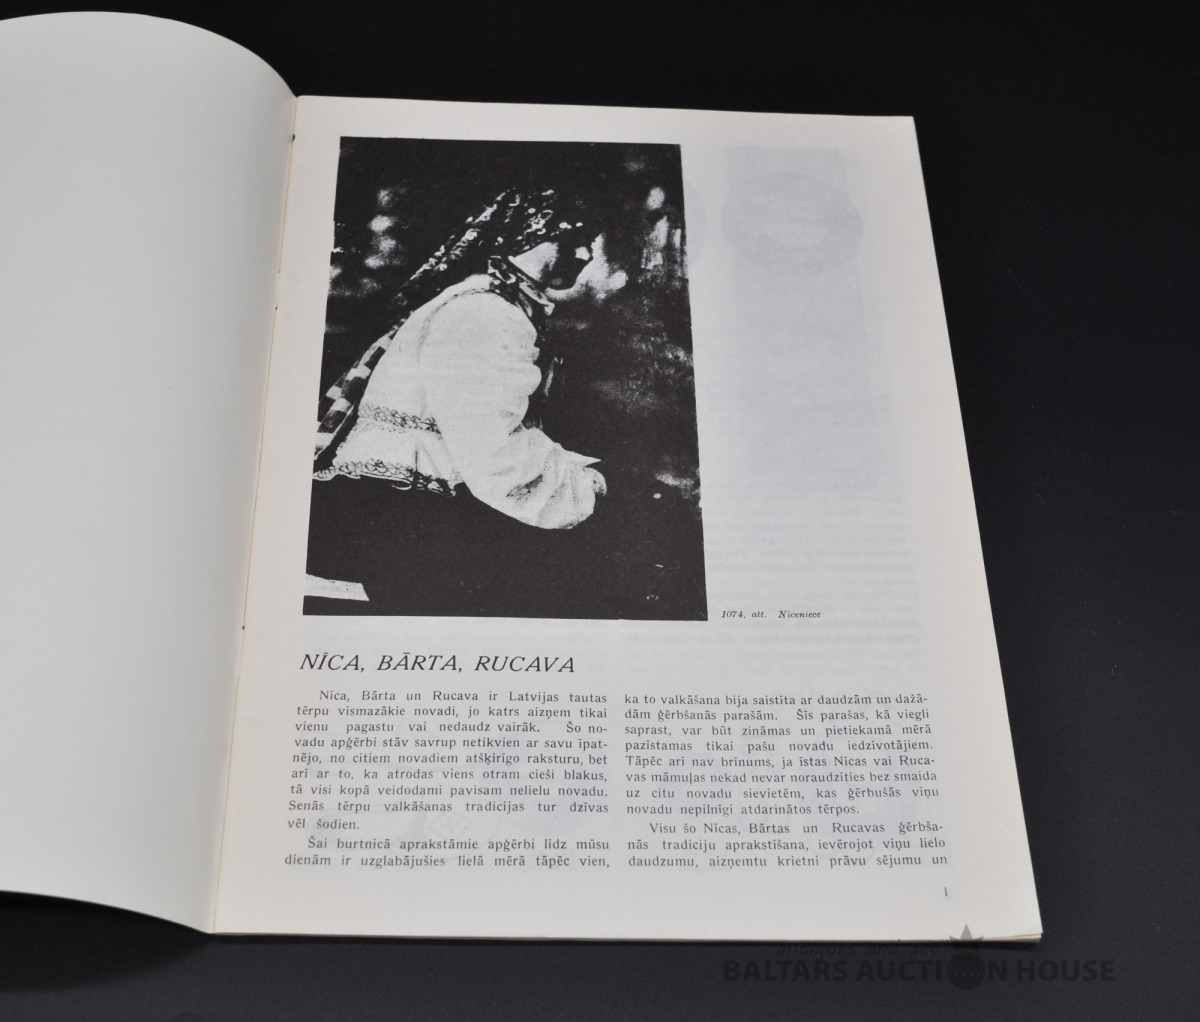 1074. att. Nīceniece
NĪCA, BĀRTA, RUCAVA
Nīca, Bārta un Rucava ir Latvijas tautas
tērpu vismazākie novadi, jo katrs aizņem tikai
vienu pagastu vai nedaudz vairāk. Šo no-
vadu apģērbi stāv savrup netikvien ar savu īpat-
nējo, no citiem novadiem atšķirīgo raksturu, bet
arī ar to, ka atrodas viens otram cieši blakus,
tā visi kopā veidodami pavisam nelielu novadu.
Senās tērpu valkāšanas tradicijas tur dzīvas
vēl šodien.
Šai burtnīcā aprakstāmie apģērbi līdz mūsu
dienām ir uzglabājušies lielā mērā tāpēc vien,
ka to valkāšana bija saistīta ar daudzām un dažā-
dām ģērbšanās parašām. Šīs parašas, kā viegli
saprast, var būt zināmas un pietiekamā mērā
pazīstamas tikai pašu novadu iedzīvotājiem.
Tāpēc arī nav brīnums, ja īstas Nīcas vai Ruca-
vas māmuļas nekad nevar noraudzīties bez smaida
uz citu novadu sievietēm, kas ģērbušās viņu
novadu nepilnīgi atdarinātos tērpos.
Visu šo Nīcas, Bārtas un Rucavas ģērbša-
nās tradiciju aprakstīšana, ievērojot viņu lielo
daudzumu, aizņemtu krietni prāvu sējumu un
1
antiques and art
BALTARS AUCTION HOUSE